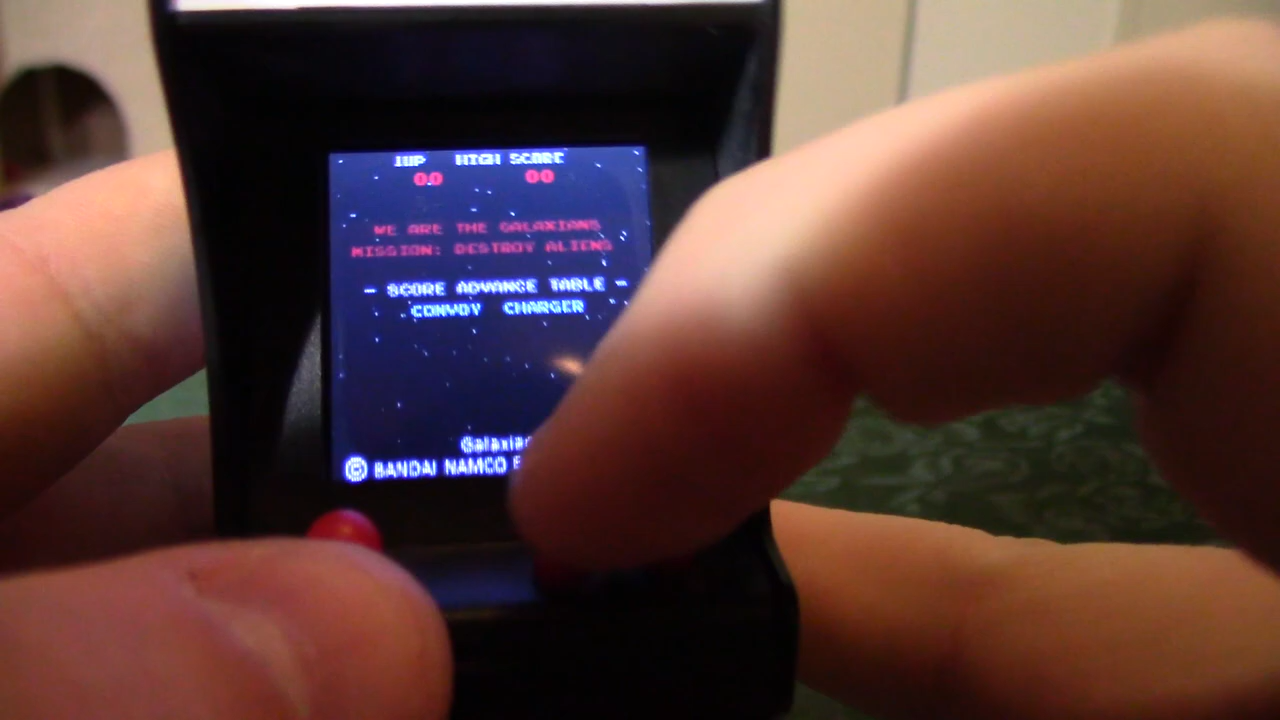 1UP HIGH SCORE
00 00
WE ARE THE GALAXIANS
MISSION: DESTROY ALIENS
- SCORE ADVANCE TABLE -
CONVOY CHARGER
© BANDAI NAMCO